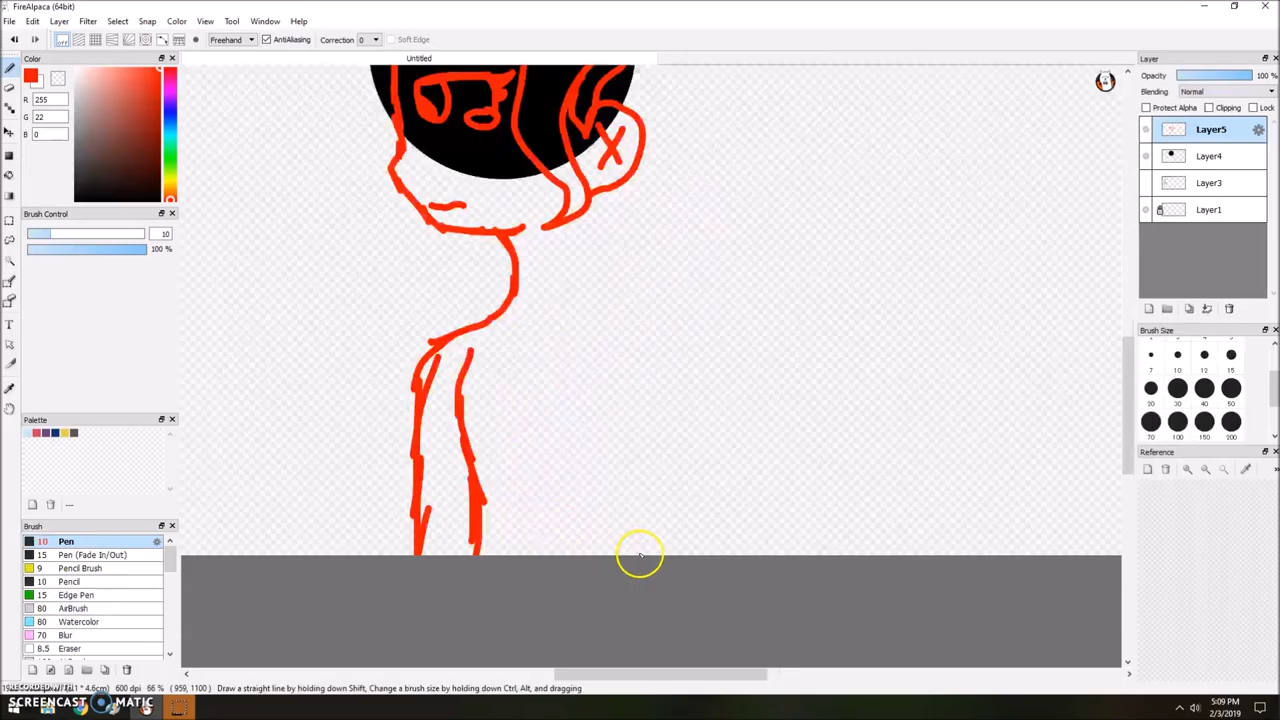 FireAlpaca (64bit)
File Edit Layer Filter Select Snap Color View Tool Window Help
OFF Freehand AntiAliasing Correction 0 Soft Edge
Untitled
Color
R 255
G 22
B 0
Brush Control
10
100 %
Palette
---
Brush
10 Pen
15 Pen (Fade In/Out)
9 Pencil Brush
10 Pencil
15 Edge Pen
80 AirBrush
80 Watercolor
70 Blur
8.5 Eraser
X
Layer
Opacity 100 %
Blending Normal
Protect Alpha Clipping Lock
Layer5
Layer4
Layer3
Layer1
Brush Size
7 10 12 15
20 30 40 50
70 100 150 200
Reference
600 dpi 66 % (959, 1100) Draw a straight line by holding down Shift, Change a brush size by holding down Ctrl, Alt, and dragging
SCREENCAST MATIC
5:09 PM
2/3/2019